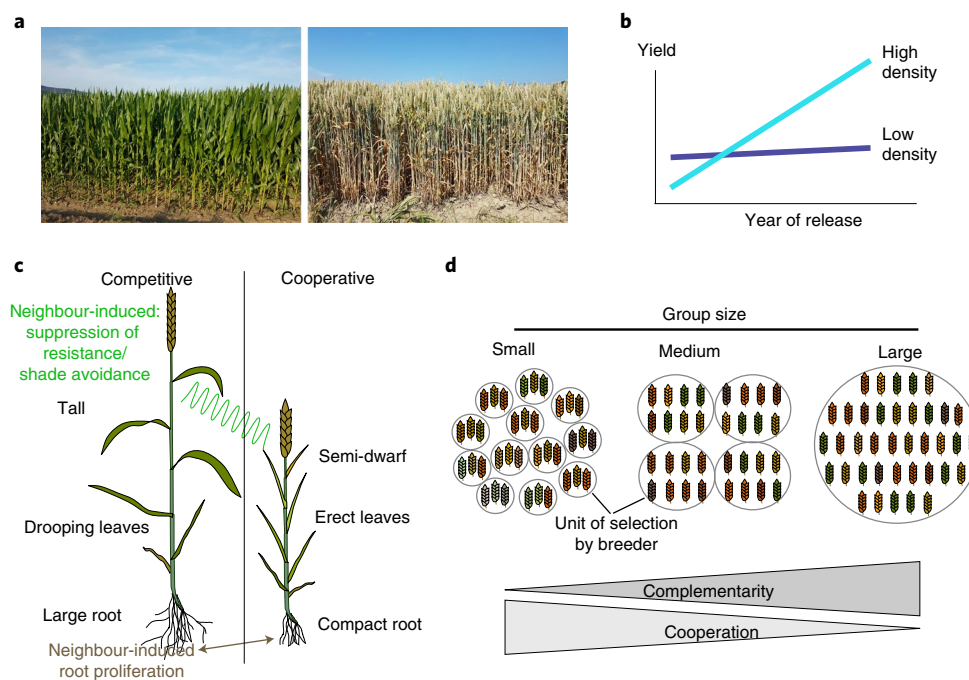 a
b
Yield
High
density
Low
density
Year of release
c
Competitive
Cooperative
Neighbour-induced:
suppression of
resistance/
shade avoidance
Tall
Semi-dwarf
Drooping leaves
Erect leaves
Large root
Compact root
Neighbour-induced
root proliferation
d
Group size
Small
Medium
Large
Unit of selection
by breeder
Complementarity
Cooperation